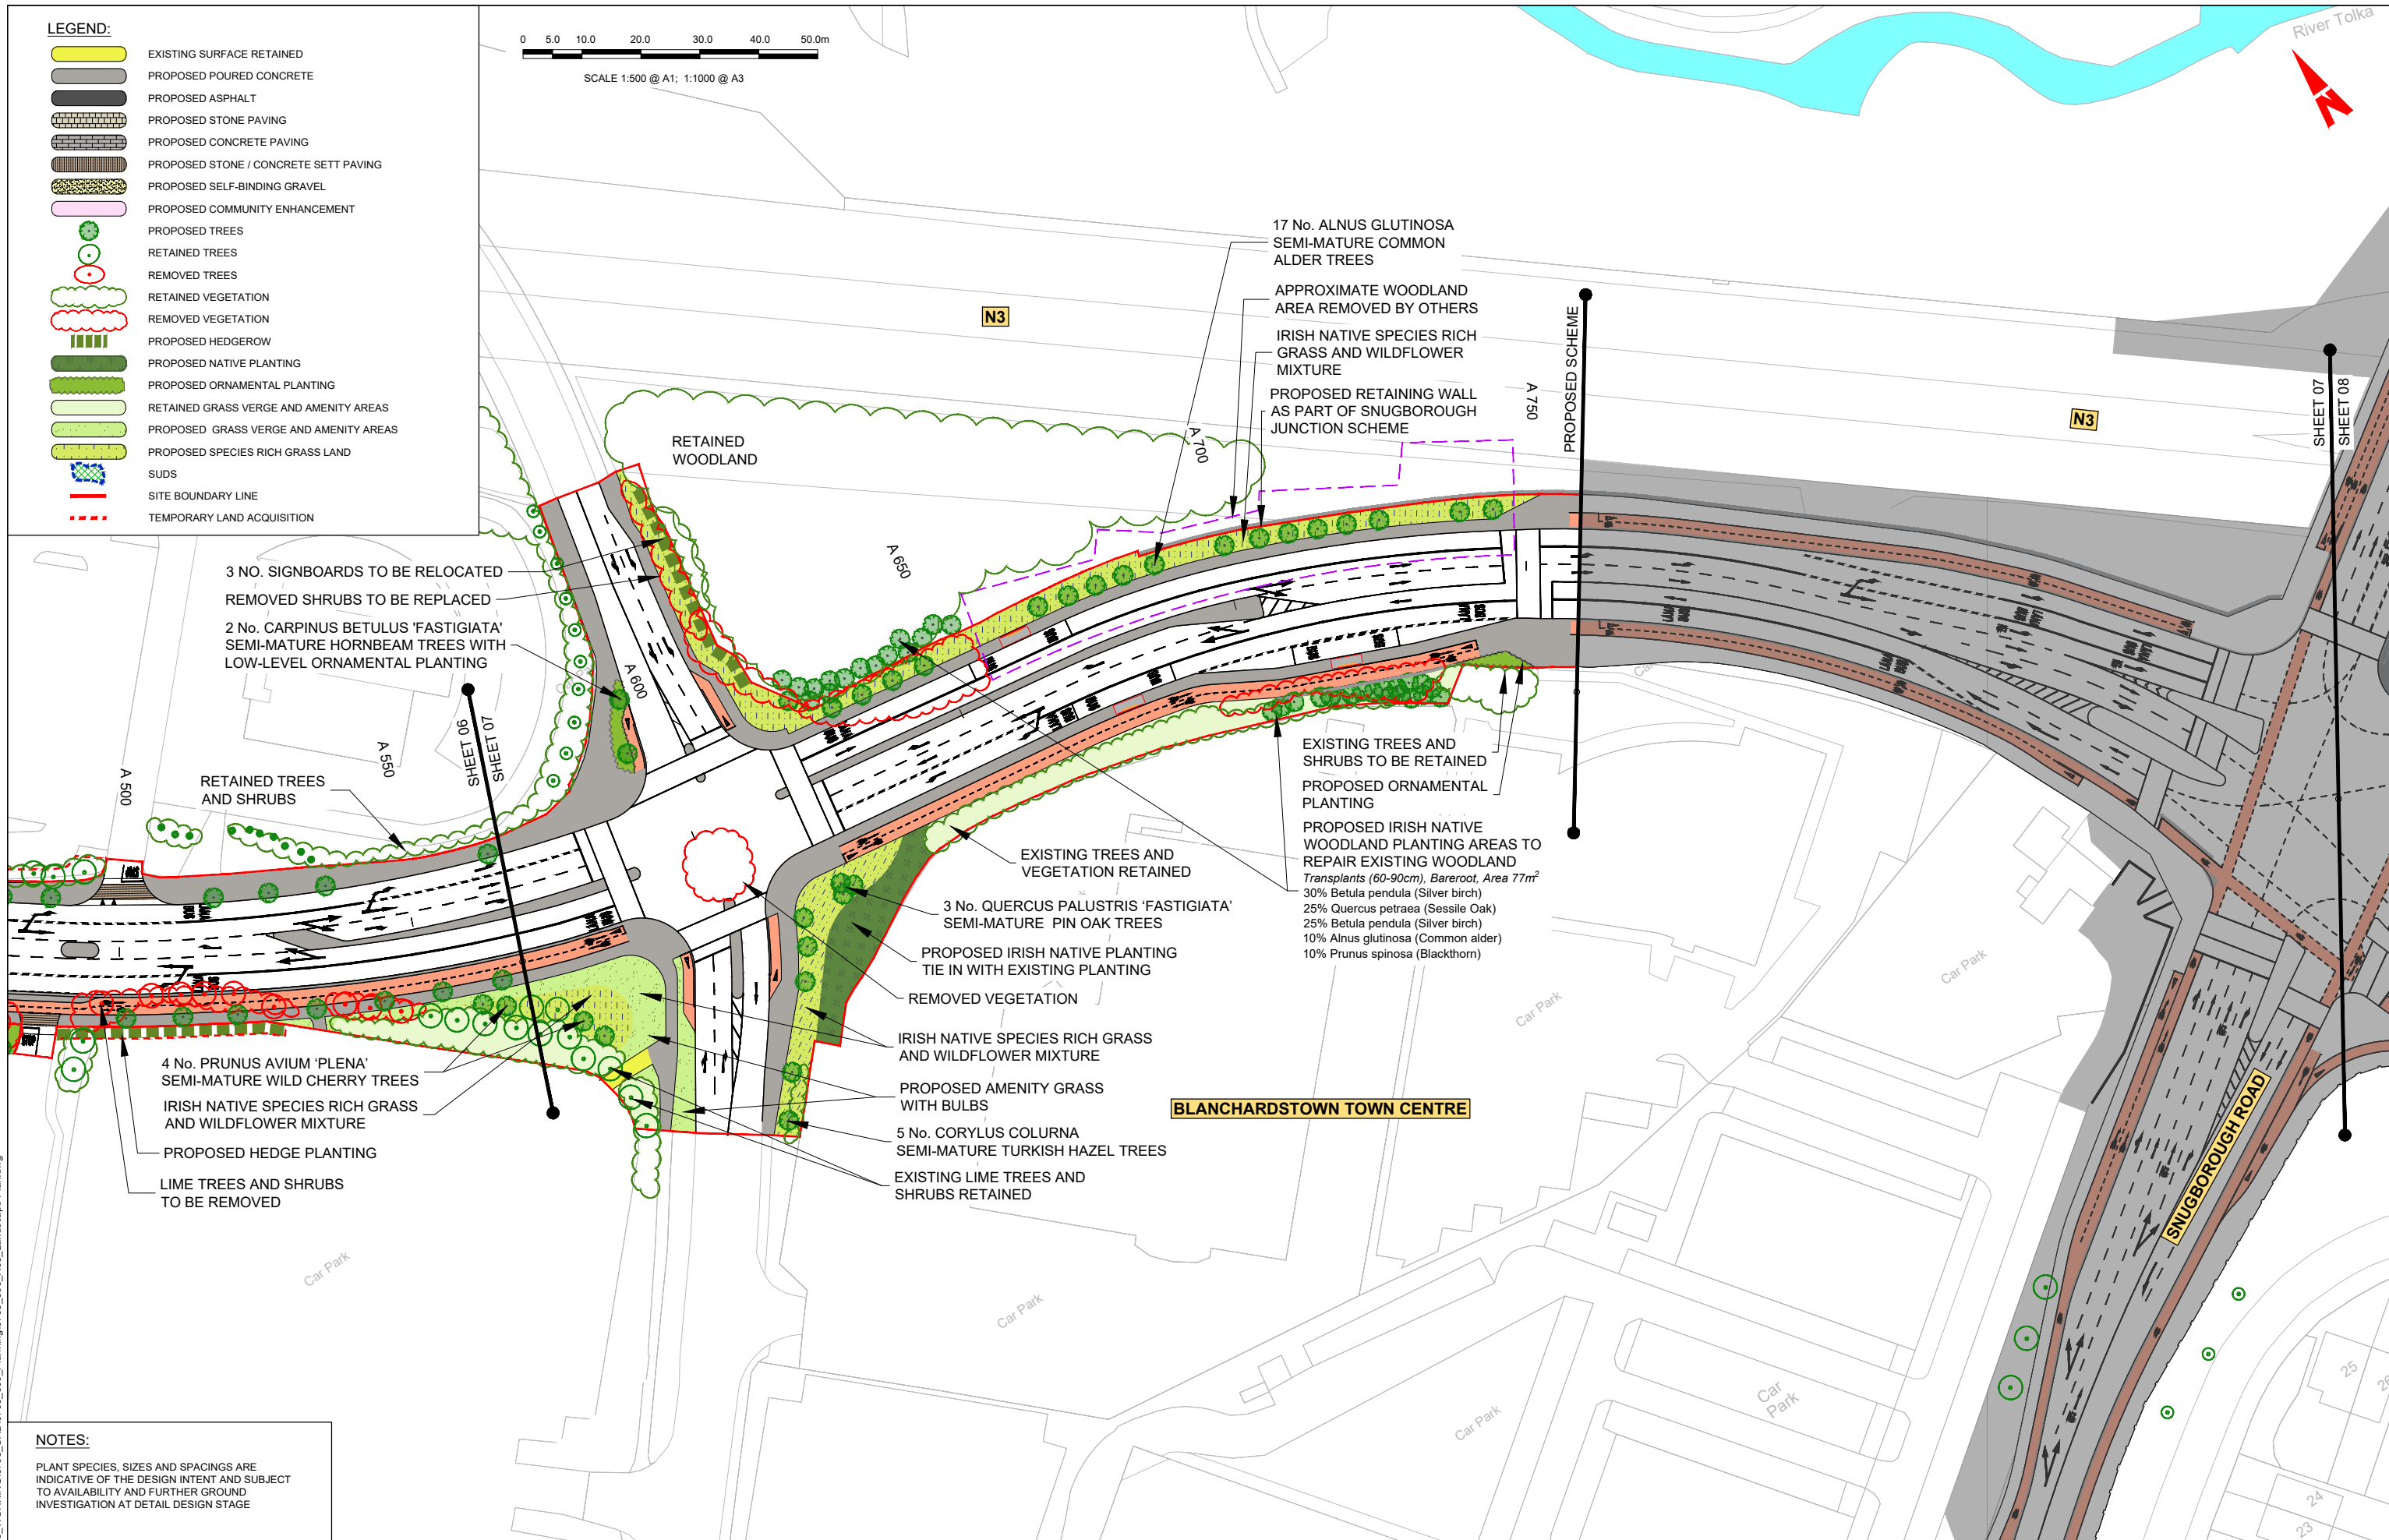 LEGEND:
EXISTING SURFACE RETAINED
PROPOSED POURED CONCRETE
PROPOSED ASPHALT
PROPOSED STONE PAVING
PROPOSED CONCRETE PAVING
PROPOSED STONE / CONCRETE SETT PAVING
PROPOSED SELF-BINDING GRAVEL
PROPOSED COMMUNITY ENHANCEMENT
PROPOSED TREES
RETAINED TREES
REMOVED TREES
RETAINED VEGETATION
REMOVED VEGETATION
PROPOSED HEDGEROW
PROPOSED NATIVE PLANTING
PROPOSED ORNAMENTAL PLANTING
RETAINED GRASS VERGE AND AMENITY AREAS
PROPOSED GRASS VERGE AND AMENITY AREAS
PROPOSED SPECIES RICH GRASS LAND
SUDS
SITE BOUNDARY LINE
TEMPORARY LAND ACQUISITION
0 5.0 10.0 20.0 30.0 40.0 50.0m
SCALE 1:500 @ A1; 1:1000 @ A3
River Tolka
N
N3
N3
17 No. ALNUS GLUTINOSA
SEMI-MATURE COMMON
ALDER TREES
APPROXIMATE WOODLAND
AREA REMOVED BY OTHERS
IRISH NATIVE SPECIES RICH
GRASS AND WILDFLOWER
MIXTURE
PROPOSED RETAINING WALL
AS PART OF SNUGBOROUGH
JUNCTION SCHEME
A 750
PROPOSED SCHEME
SHEET 07
SHEET 08
RETAINED
WOODLAND
A 700
A 650
A 600
A 550
A 500
3 NO. SIGNBOARDS TO BE RELOCATED
REMOVED SHRUBS TO BE REPLACED
2 No. CARPINUS BETULUS 'FASTIGIATA'
SEMI-MATURE HORNBEAM TREES WITH
LOW-LEVEL ORNAMENTAL PLANTING
SHEET 06
SHEET 07
RETAINED TREES
AND SHRUBS
EXISTING TREES AND
SHRUBS TO BE RETAINED
PROPOSED ORNAMENTAL
PLANTING
PROPOSED IRISH NATIVE
WOODLAND PLANTING AREAS TO
REPAIR EXISTING WOODLAND
Transplants (60-90cm), Bareroot, Area 77m²
30% Betula pendula (Silver birch)
25% Quercus petraea (Sessile Oak)
25% Betula pendula (Silver birch)
10% Alnus glutinosa (Common alder)
10% Prunus spinosa (Blackthorn)
EXISTING TREES AND
VEGETATION RETAINED
3 No. QUERCUS PALUSTRIS ‘FASTIGIATA’
SEMI-MATURE PIN OAK TREES
PROPOSED IRISH NATIVE PLANTING
TIE IN WITH EXISTING PLANTING
REMOVED VEGETATION
IRISH NATIVE SPECIES RICH GRASS
AND WILDFLOWER MIXTURE
PROPOSED AMENITY GRASS
WITH BULBS
5 No. CORYLUS COLURNA
SEMI-MATURE TURKISH HAZEL TREES
EXISTING LIME TREES AND
SHRUBS RETAINED
4 No. PRUNUS AVIUM ‘PLENA’
SEMI-MATURE WILD CHERRY TREES
IRISH NATIVE SPECIES RICH GRASS
AND WILDFLOWER MIXTURE
PROPOSED HEDGE PLANTING
LIME TREES AND SHRUBS
TO BE REMOVED
BLANCHARDSTOWN TOWN CENTRE
SNUGBOROUGH ROAD
Car Park
Car Park
Car Park
Car Park
Car Park
Car
Park
25
26
24
23
NOTES:
PLANT SPECIES, SIZES AND SPACINGS ARE
INDICATIVE OF THE DESIGN INTENT AND SUBJECT
TO AVAILABILITY AND FURTHER GROUND
INVESTIGATION AT DETAIL DESIGN STAGE